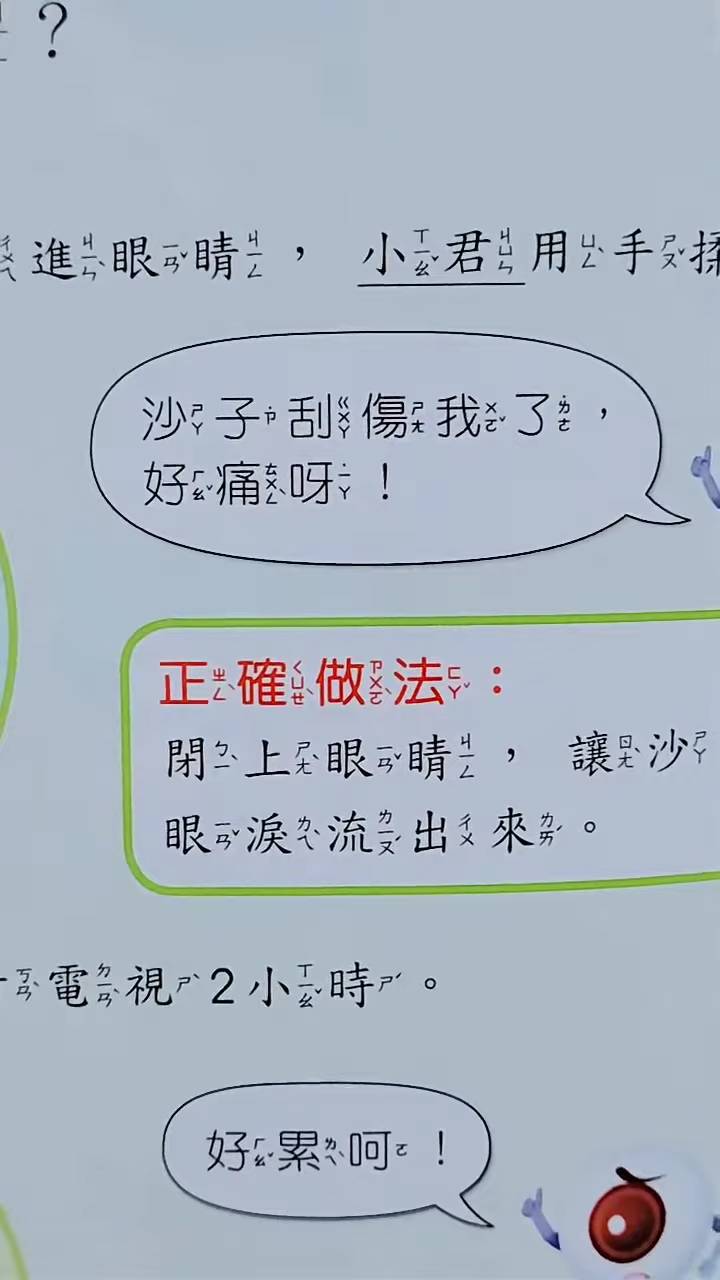 ？
進眼睛，小君用手揉
沙子刮傷我了，
好痛呀！
正確做法：
閉上眼睛，讓沙
眼淚流出來。
電視2小時。
好累呵！